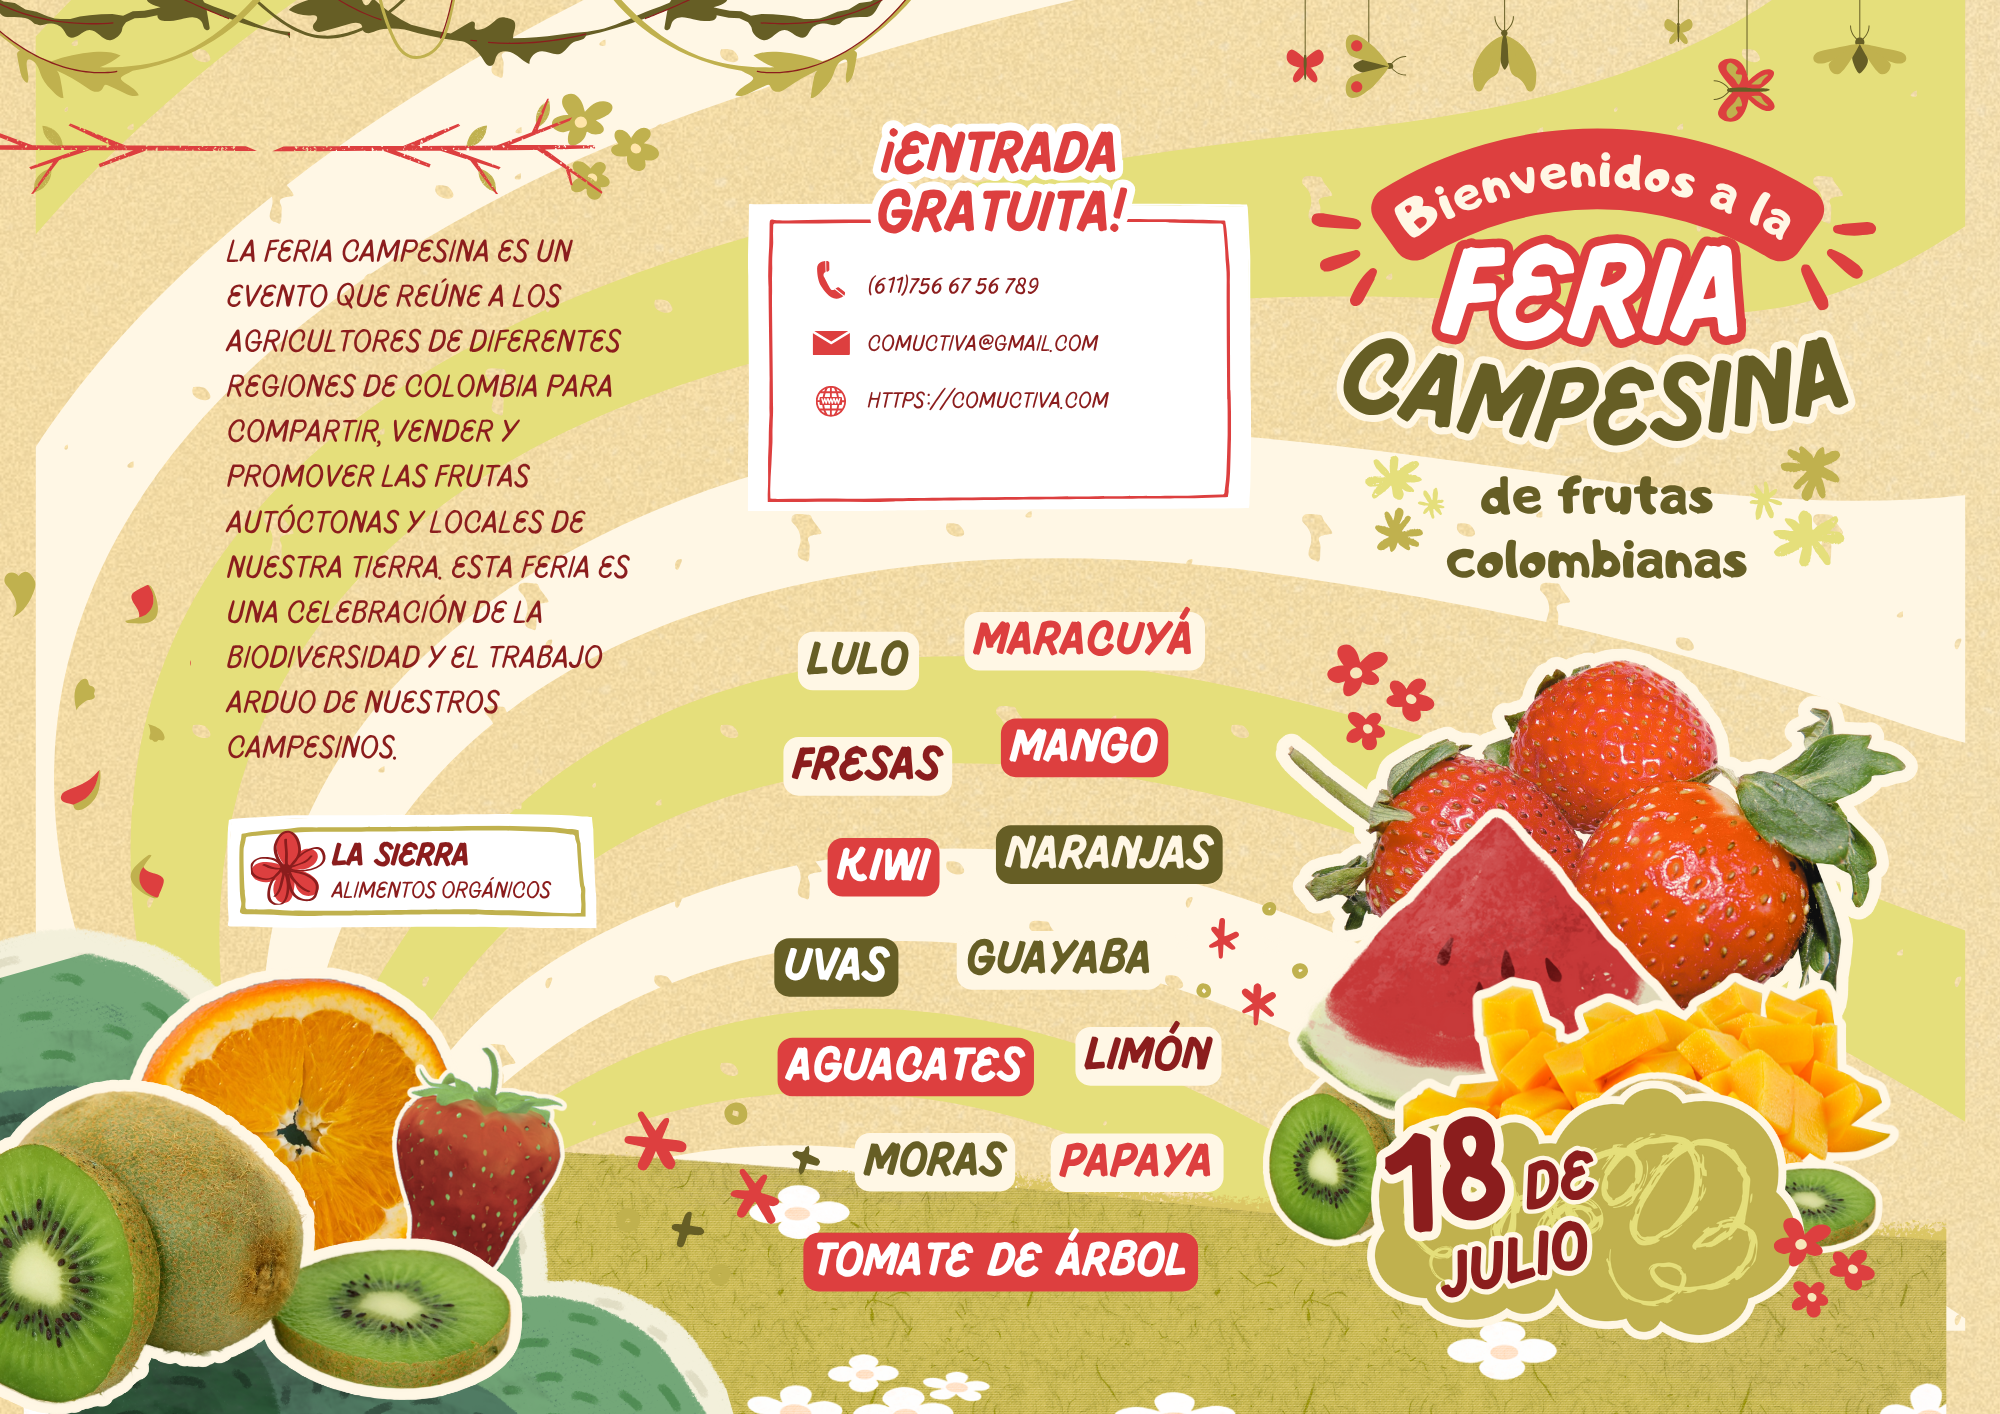 LA FERIA CAMPESINA ES UN
EVENTO QUE REÚNE A LOS
AGRICULTORES DE DIFERENTES
REGIONES DE COLOMBIA PARA
COMPARTIR, VENDER Y
PROMOVER LAS FRUTAS
AUTÓCTONAS Y LOCALES DE
NUESTRA TIERRA. ESTA FERIA ES
UNA CELEBRACIÓN DE LA
BIODIVERSIDAD Y EL TRABAJO
ARDUO DE NUESTROS
CAMPESINOS.
LA SIERRA
ALIMENTOS ORGÁNICOS
¡ENTRADA
GRATUITA!
(611)756 67 56 789
COMUCTIVA@GMAIL.COM
HTTPS://COMUCTIVA.COM
LULO
MARACUYÁ
FRESAS
MANGO
KIWI
NARANJAS
UVAS
GUAYABA
AGUACATES
LIMÓN
MORAS
PAPAYA
TOMATE DE ÁRBOL
Bienvenidos a la
FERIA
CAMPESINA
de frutas
colombianas
18 DE
JULIO